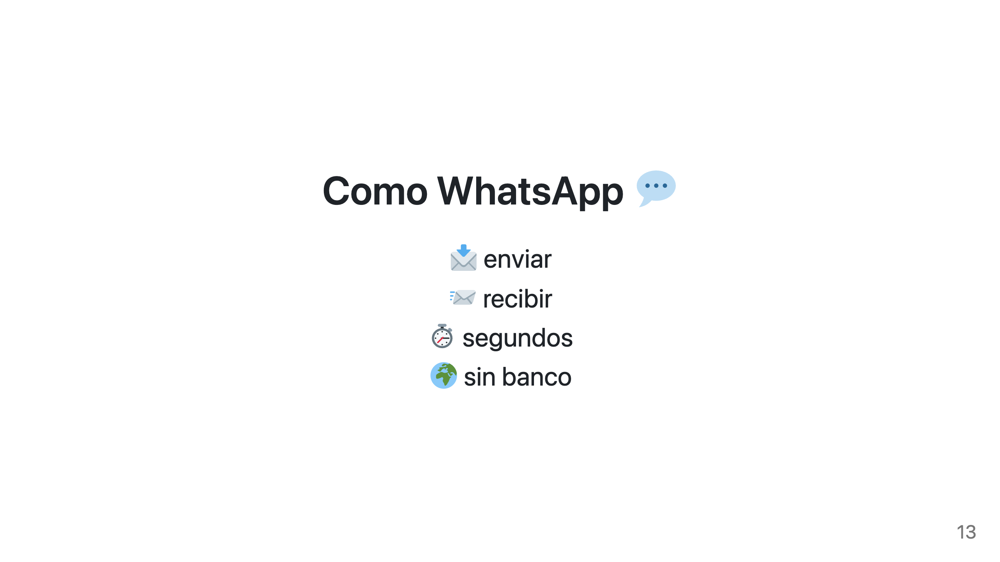 Como WhatsApp 💬
📩 enviar
📨 recibir
⏱️ segundos
🌍 sin banco
13